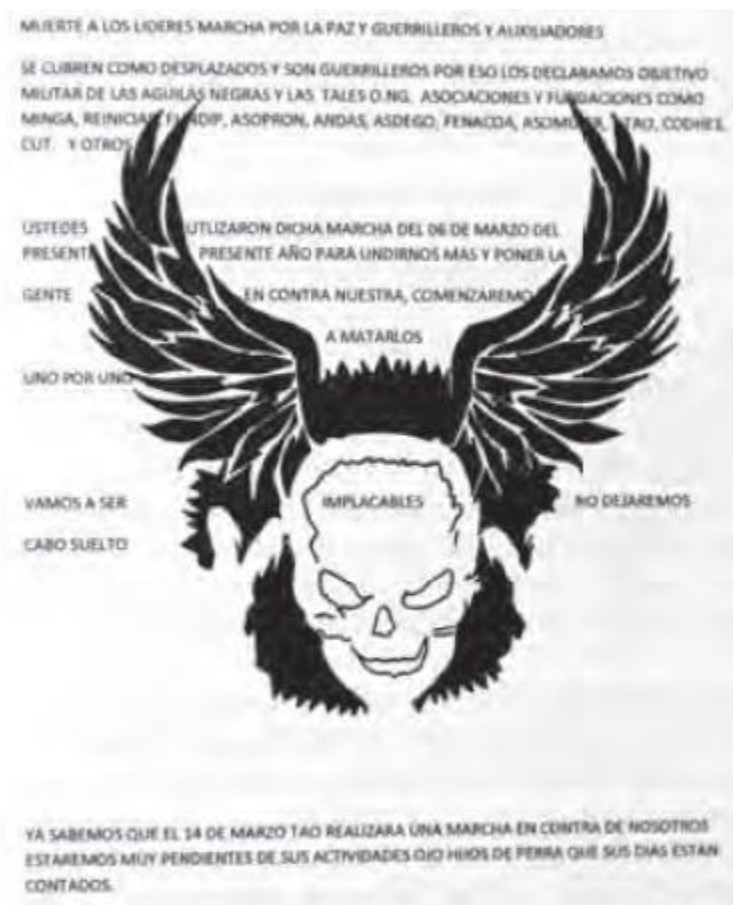 MUERTE A LOS LIDERES MARCHA POR LA PAZ Y GUERRILLEROS Y AUXILIADORES
SE CUBREN COMO DESPLAZADOS Y SON GUERRILLEROS POR ESO LOS DECLARAMOS OBJETIVO
MILITAR DE LAS AGUILAS NEGRAS Y LAS TALES O.NG, ASOCIACIONES Y FUNDACIONES COMO
MINGA, REINICIAR, ASOPRON, ANDAS, ASDEGO, FENACOA, TAO, CODHES,
CUT. Y OTROS
USTEDES UTLIZARON DICHA MARCHA DEL 06 DE MARZO DEL
PRESENTE PRESENTE AÑO PARA UNDIRNOS MAS Y PONER LA
GENTE EN CONTRA NUESTRA, COMENZAREMO
A MATARLOS
UNO POR UNO
VAMOS A SER IMPLACABLES NO DEJAREMOS
CABO SUELTO
YA SABEMOS QUE EL 14 DE MARZO TAO REALIZARA UNA MARCHA EN CONTRA DE NOSOTROS
ESTAREMOS MUY PENDIENTES DE SUS ACTIVIDADES OJO HIJOS DE PERRA QUE SUS DIAS ESTAN
CONTADOS.